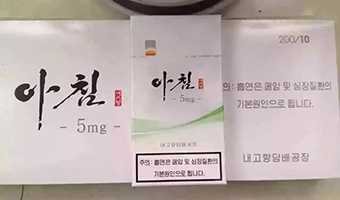 아침
- 5mg -
아침
- 5mg -
내고향담배공장
주의: 흡연은 폐암 및 심장질환의
기본원인으로 됩니다.
200/10
주의: 흡연은 폐암 및 심장질환의
기본원인으로 됩니다.
내고향담배공장